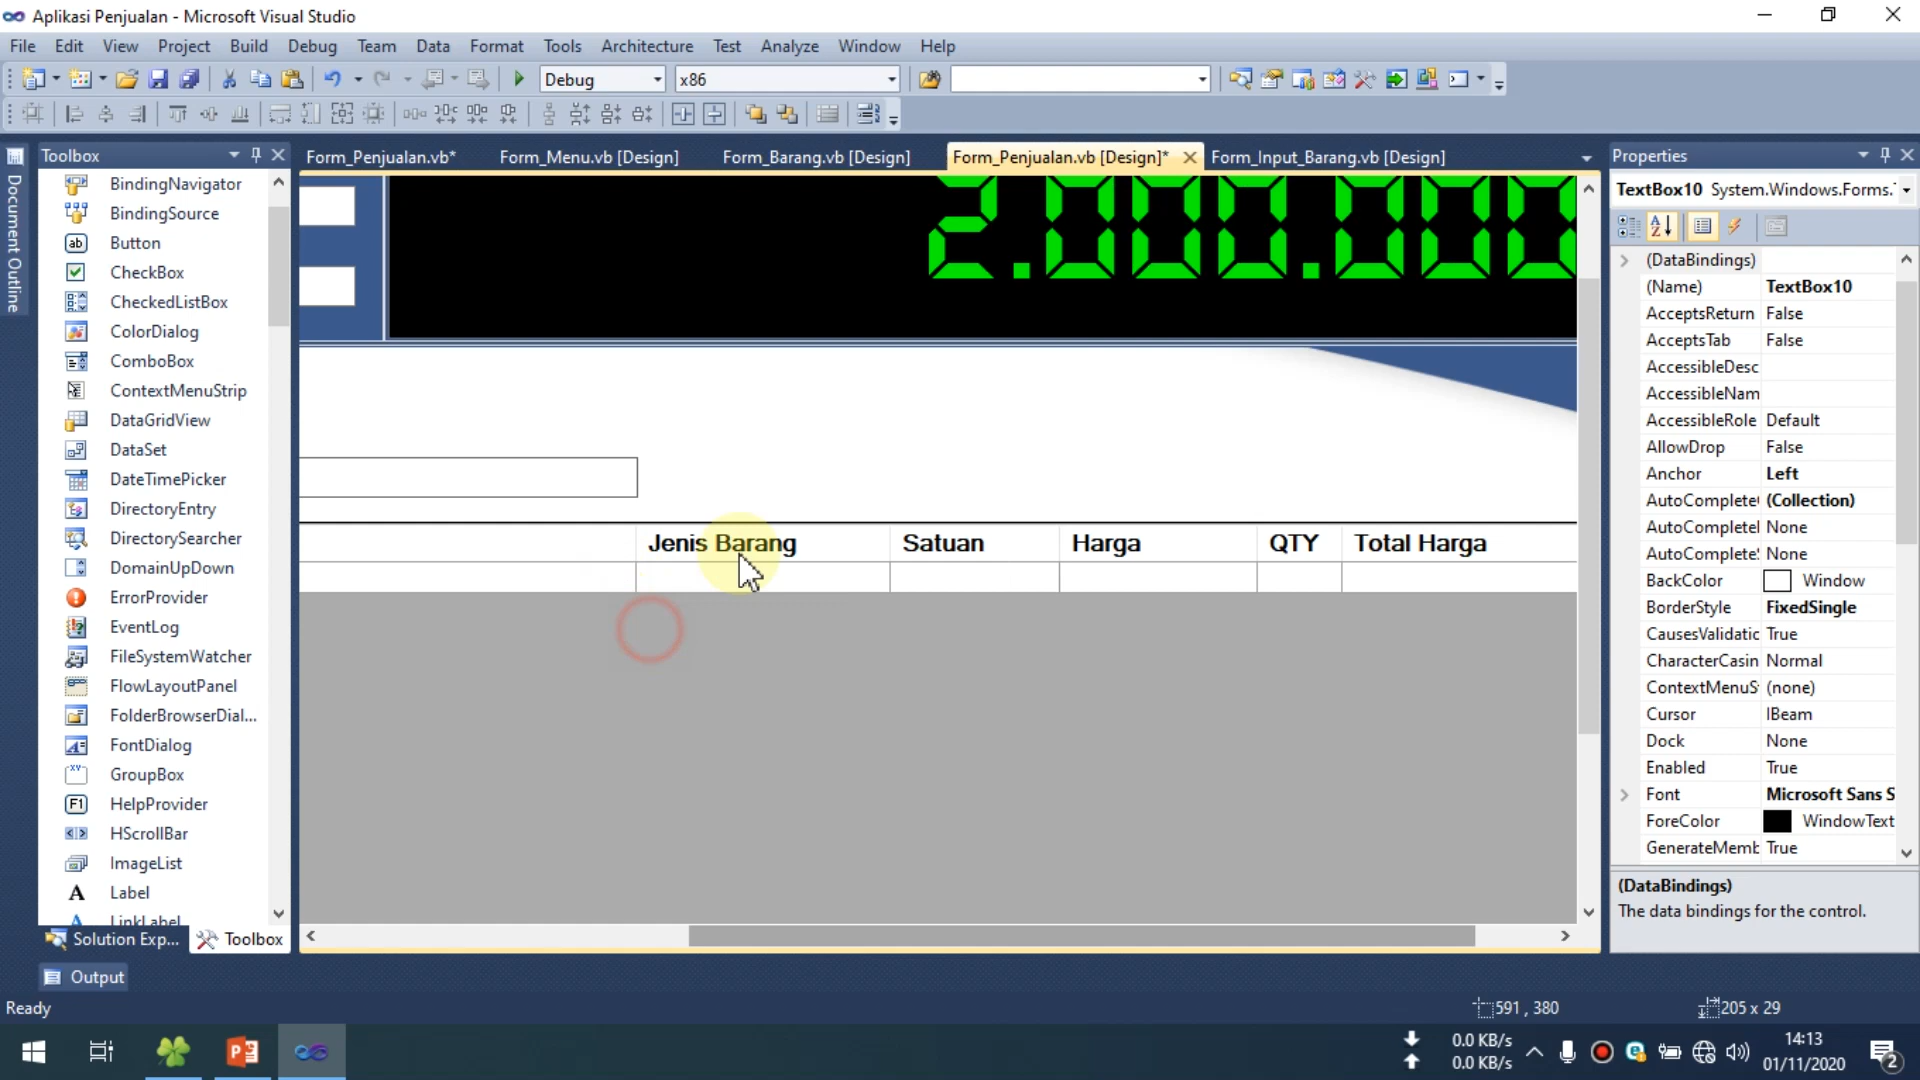 Aplikasi Penjualan - Microsoft Visual Studio
File Edit View Project Build Debug Team Data Format Tools Architecture Test Analyze Window Help
Debug x86
Document Outline
Toolbox
BindingNavigator
BindingSource
Button
CheckBox
CheckedListBox
ColorDialog
ComboBox
ContextMenuStrip
DataGridView
DataSet
DateTimePicker
DirectoryEntry
DirectorySearcher
DomainUpDown
ErrorProvider
EventLog
FileSystemWatcher
FlowLayoutPanel
FolderBrowserDial...
FontDialog
GroupBox
HelpProvider
HScrollBar
ImageList
Label
LinkLabel
Solution Exp... Toolbox
Output
Form_Penjualan.vb* Form_Menu.vb [Design] Form_Barang.vb [Design] Form_Penjualan.vb [Design]* Form_Input_Barang.vb [Design]
2.000.000
Jenis Barang Satuan Harga QTY Total Harga
Properties
TextBox10 System.Windows.Forms.
(DataBindings)
(Name) TextBox10
AcceptsReturn False
AcceptsTab False
AccessibleDesc
AccessibleNam
AccessibleRole Default
AllowDrop False
Anchor Left
AutoComplete (Collection)
AutoCompleteI None
AutoComplete None
BackColor Window
BorderStyle FixedSingle
CausesValidatic True
CharacterCasin Normal
ContextMenuS (none)
Cursor IBeam
Dock None
Enabled True
Font Microsoft Sans S
ForeColor WindowText
GenerateMemb True
(DataBindings)
The data bindings for the control.
Ready 591 , 380 205 x 29
0.0 KB/s
0.0 KB/s
14:13
01/11/2020
2